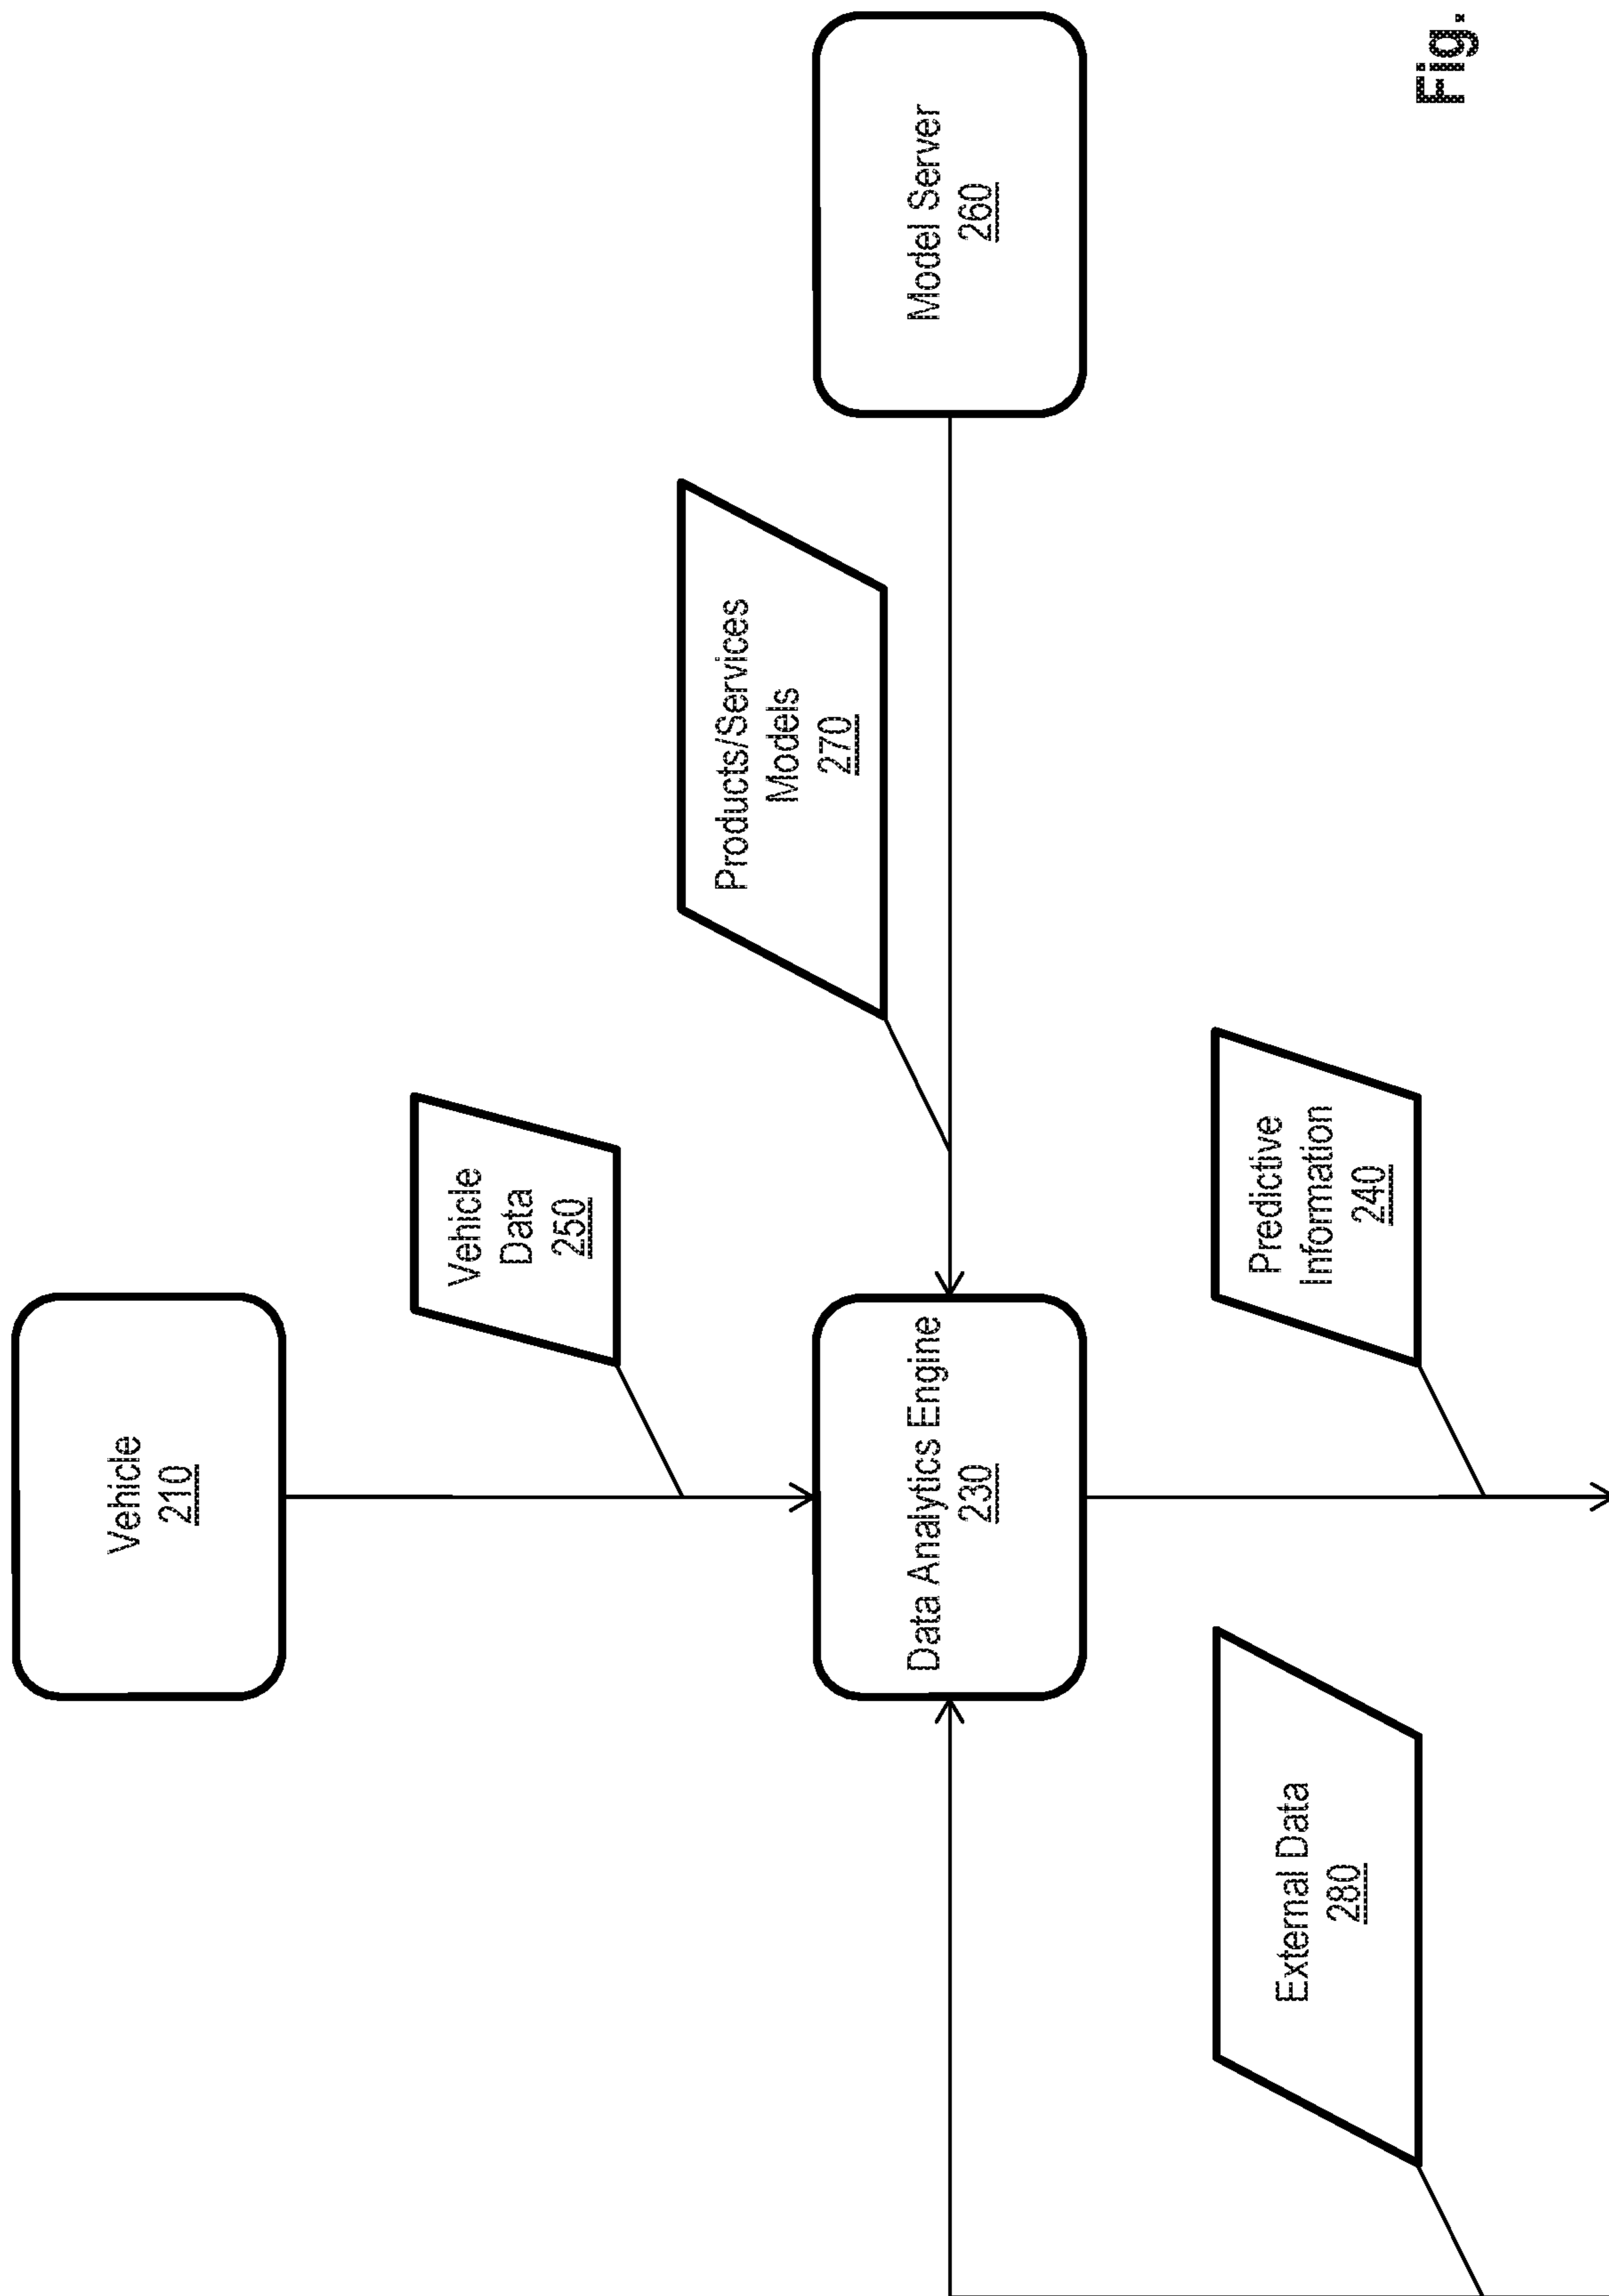 Vehicle
210
Vehicle
Data
250
Products/Services
Models
270
Data Analytics Engine
230
Model Server
260
External Data
280
Predictive
Information
240
Fig.